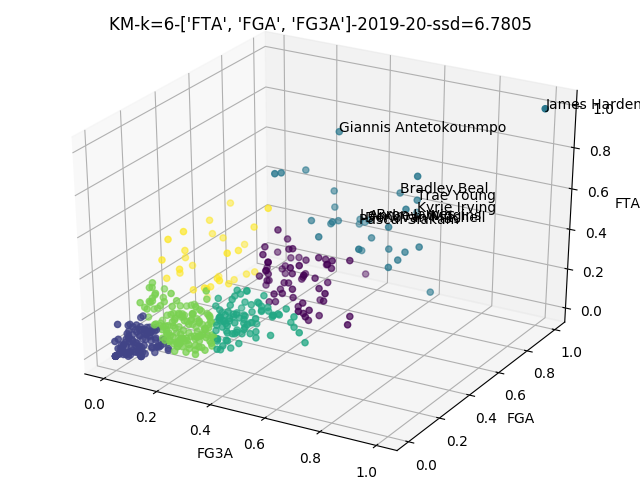 KM-k=6-['FTA', 'FGA', 'FG3A']-2019-20-ssd=6.7805
James Harden
Giannis Antetokounmpo
Bradley Beal
Trae Young
Kyrie Irving
Pascal Siakam
FTA
1.0
0.8
0.6
0.4
0.2
0.0
FGA
1.0
0.8
0.6
0.4
0.2
0.0
FG3A
0.0
0.2
0.4
0.6
0.8
1.0